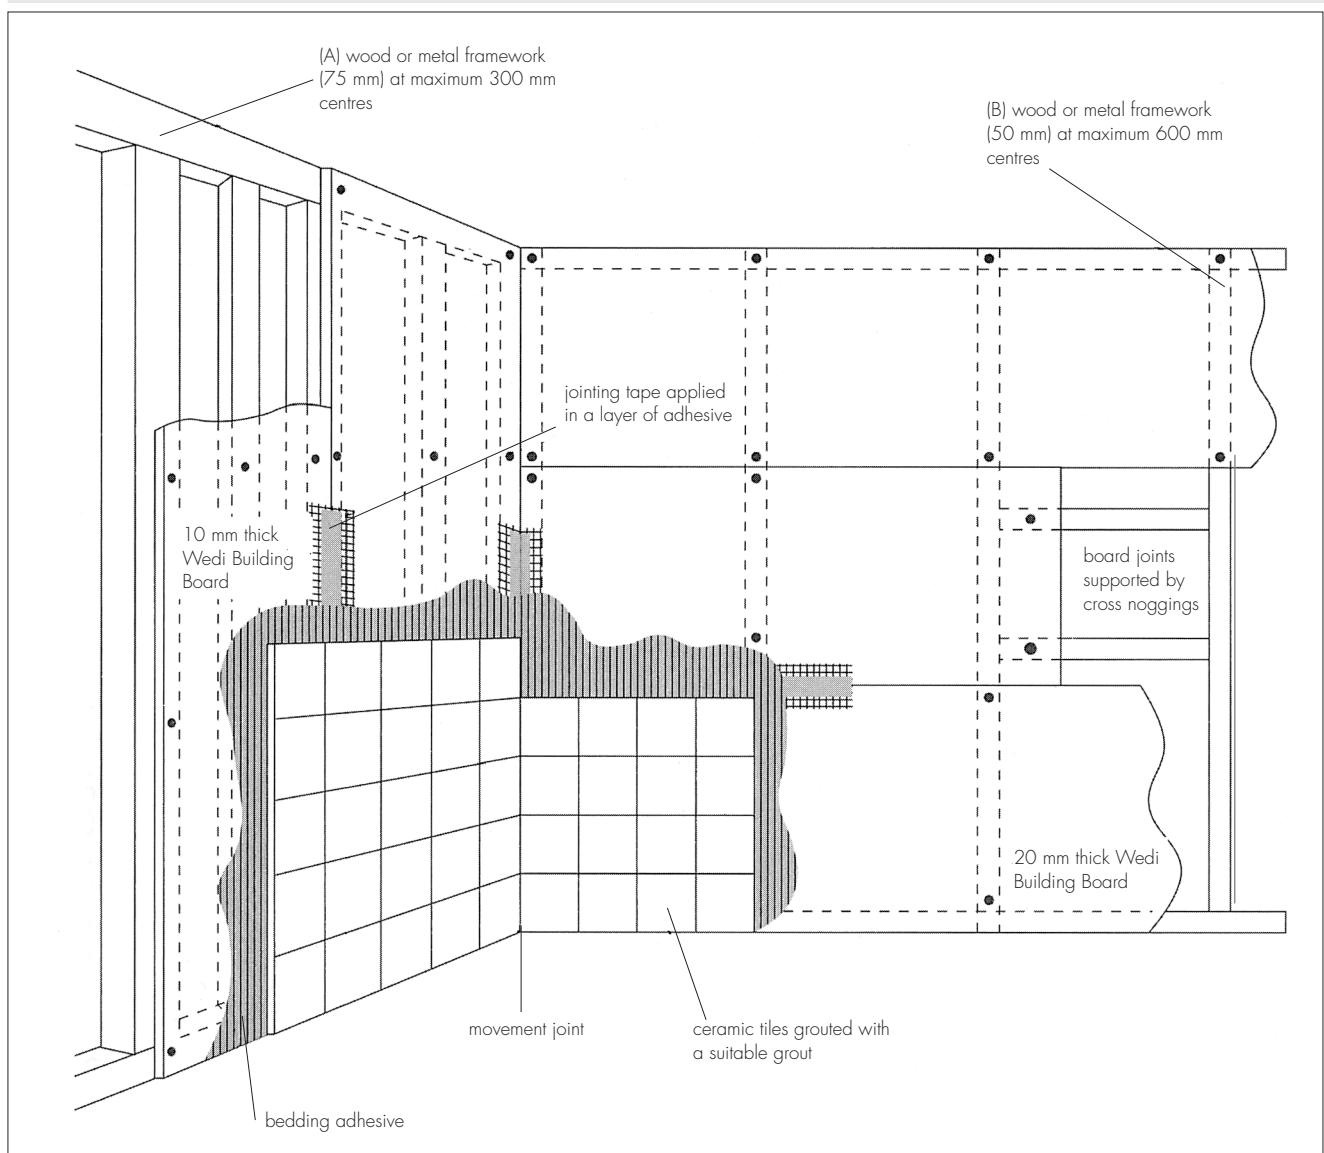 (A) wood or metal framework
(75 mm) at maximum 300 mm
centres
(B) wood or metal framework
(50 mm) at maximum 600 mm
centres
jointing tape applied
in a layer of adhesive
10 mm thick
Wedi Building
Board
board joints
supported by
cross noggings
20 mm thick Wedi
Building Board
movement joint
ceramic tiles grouted with
a suitable grout
bedding adhesive